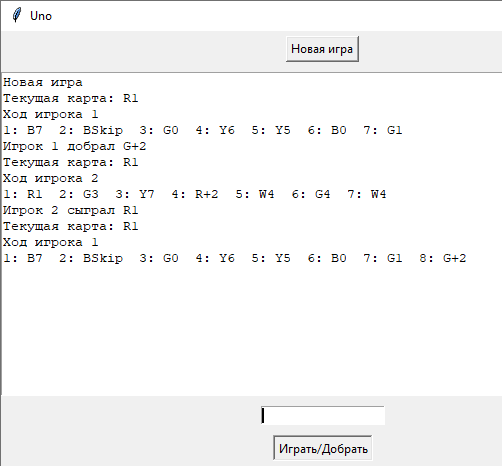 Uno
Новая игра
Новая игра
Текущая карта: R1
Ход игрока 1
1: B7  2: BSkip  3: G0  4: Y6  5: Y5  6: B0  7: G1
Игрок 1 добрал G+2
Текущая карта: R1
Ход игрока 2
1: R1  2: G3  3: Y7  4: R+2  5: W4  6: G4  7: W4
Игрок 2 сыграл R1
Текущая карта: R1
Ход игрока 1
1: B7  2: BSkip  3: G0  4: Y6  5: Y5  6: B0  7: G1  8: G+2
Играть/Добрать